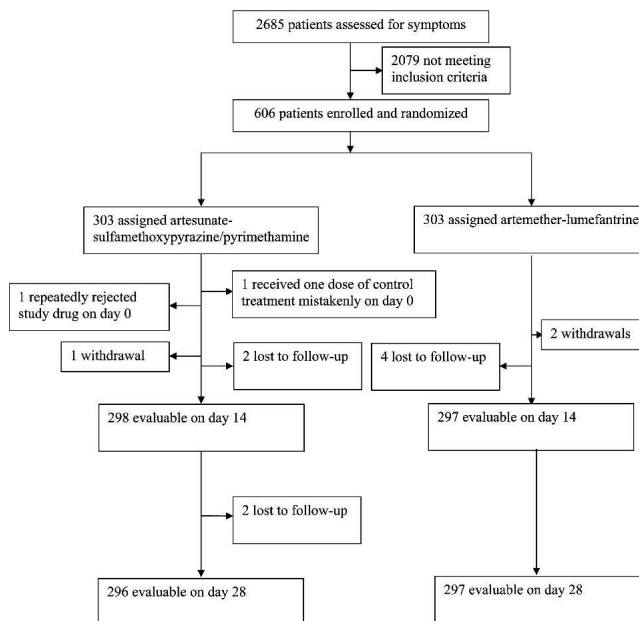 2685 patients assessed for symptoms
2079 not meeting
inclusion criteria
606 patients enrolled and randomized
303 assigned artesunate-
sulfamethoxypyrazine/pyrimethamine
303 assigned artemether-lumefantrine
1 repeatedly rejected
study drug on day 0
1 received one dose of control
treatment mistakenly on day 0
1 withdrawal
2 lost to follow-up
4 lost to follow-up
2 withdrawals
298 evaluable on day 14
297 evaluable on day 14
2 lost to follow-up
296 evaluable on day 28
297 evaluable on day 28